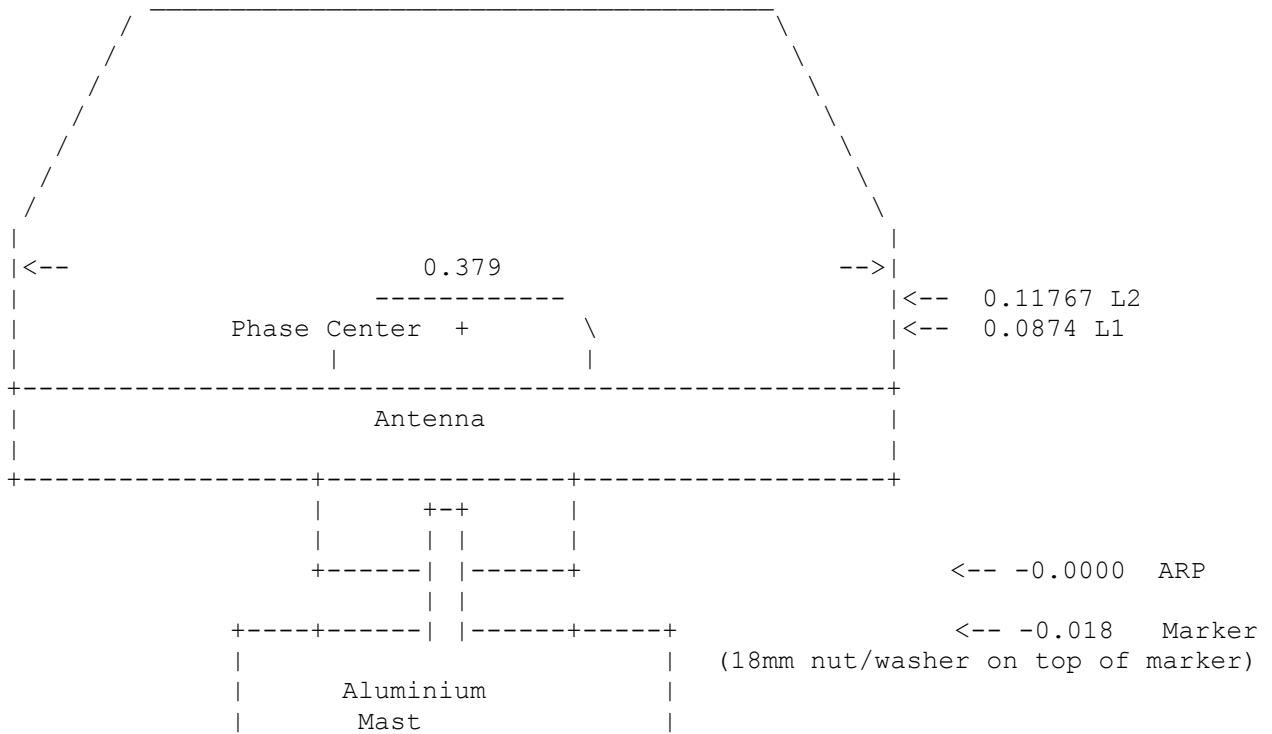 0.379
<-- 0.11767 L2
Phase Center + <-- 0.0874 L1
Antenna
<-- -0.0000 ARP
<-- -0.018 Marker
(18mm nut/washer on top of marker)
Aluminium
Mast